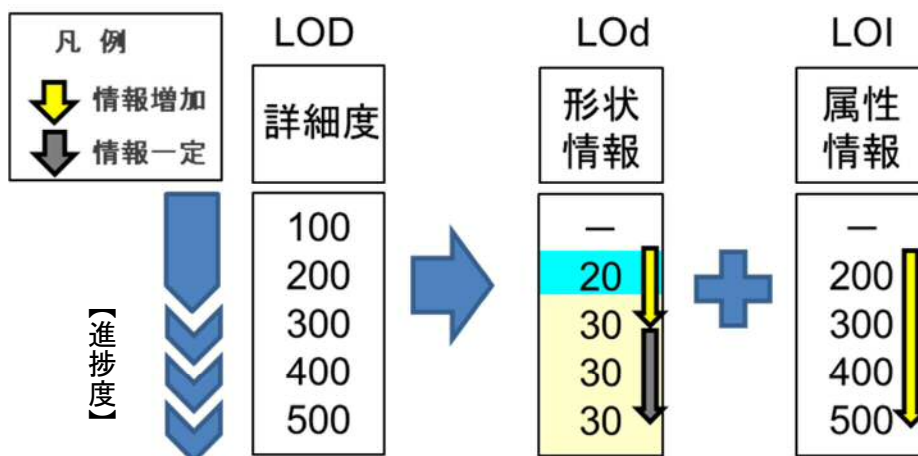 凡 例
情報増加
情報一定
LOD
詳細度
100
200
300
400
500
【進捗度】
LOd
形状
情報
—
20
30
30
30
LOI
属性
情報
—
200
300
400
500